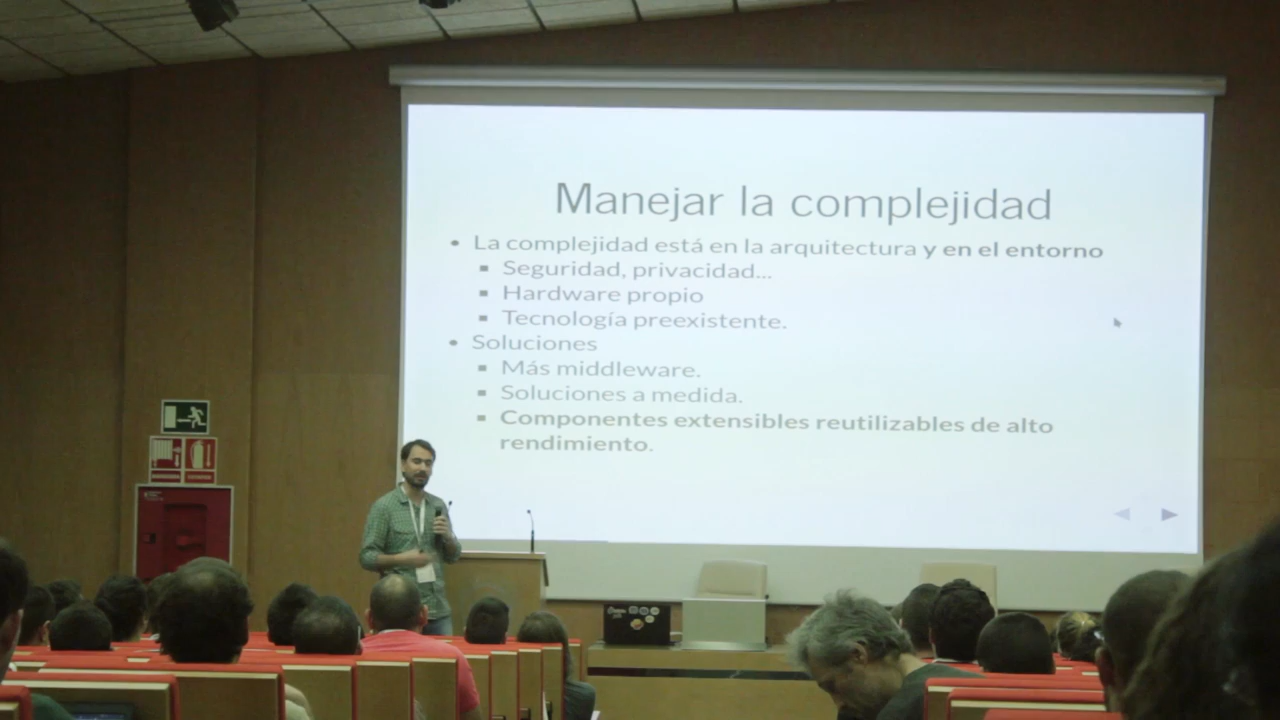 Manejar la complejidad
• La complejidad está en la arquitectura y en el entorno
▪ Seguridad, privacidad...
▪ Hardware propio
▪ Tecnología preexistente.
• Soluciones
▪ Más middleware.
▪ Soluciones a medida.
▪ Componentes extensibles reutilizables de alto
rendimiento.